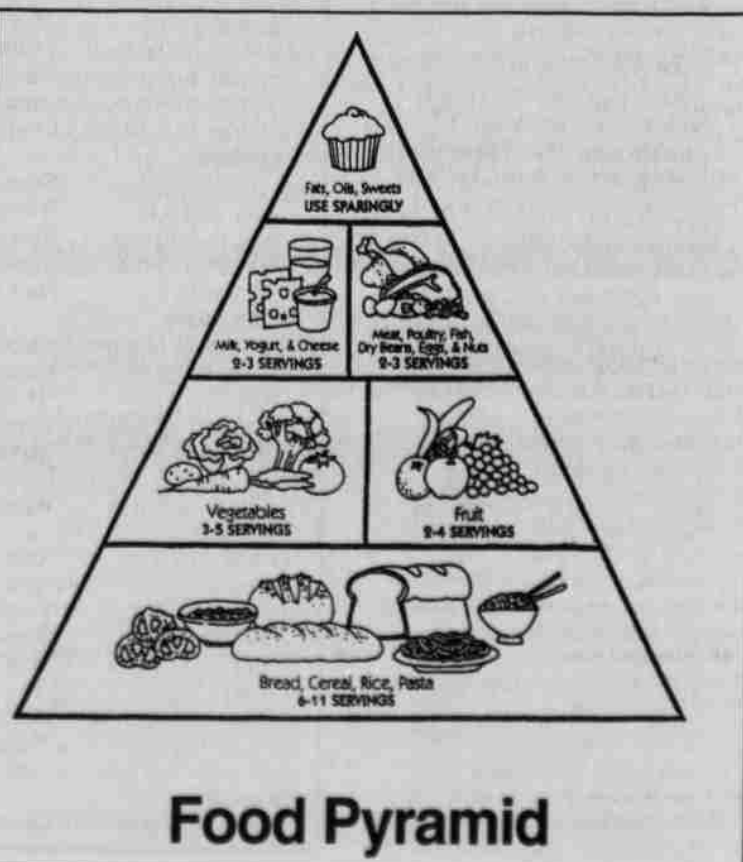 Fats, Oils, Sweets
USE SPARINGLY
Milk, Yogurt, & Cheese
2-3 SERVINGS
Meat, Poultry, Fish,
Dry Beans, Eggs, & Nuts
2-3 SERVINGS
Vegetables
3-5 SERVINGS
Fruit
2-4 SERVINGS
Bread, Cereal, Rice, Pasta
6-11 SERVINGS
Food Pyramid